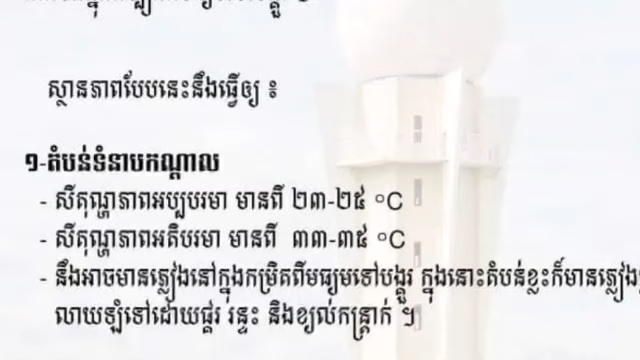 ស្ថានភាពបែបនេះនឹងធ្វើឲ្យ ៖
១-តំបន់ទំនាបកណ្ដាល
- សីតុណ្ហភាពអប្បបរមា មានពី ២៣-២៥ °C
- សីតុណ្ហភាពអតិបរមា មានពី ៣៣-៣៥ °C
- នឹងអាចមានភ្លៀងនៅក្នុងកម្រិតពីមធ្យមទៅបង្គួរ ក្នុងនោះតំបន់ខ្លះក៏មានភ្លៀង
លាយឡំទៅដោយផ្គរ រន្ទះ និងខ្យល់កន្ត្រាក់ ។